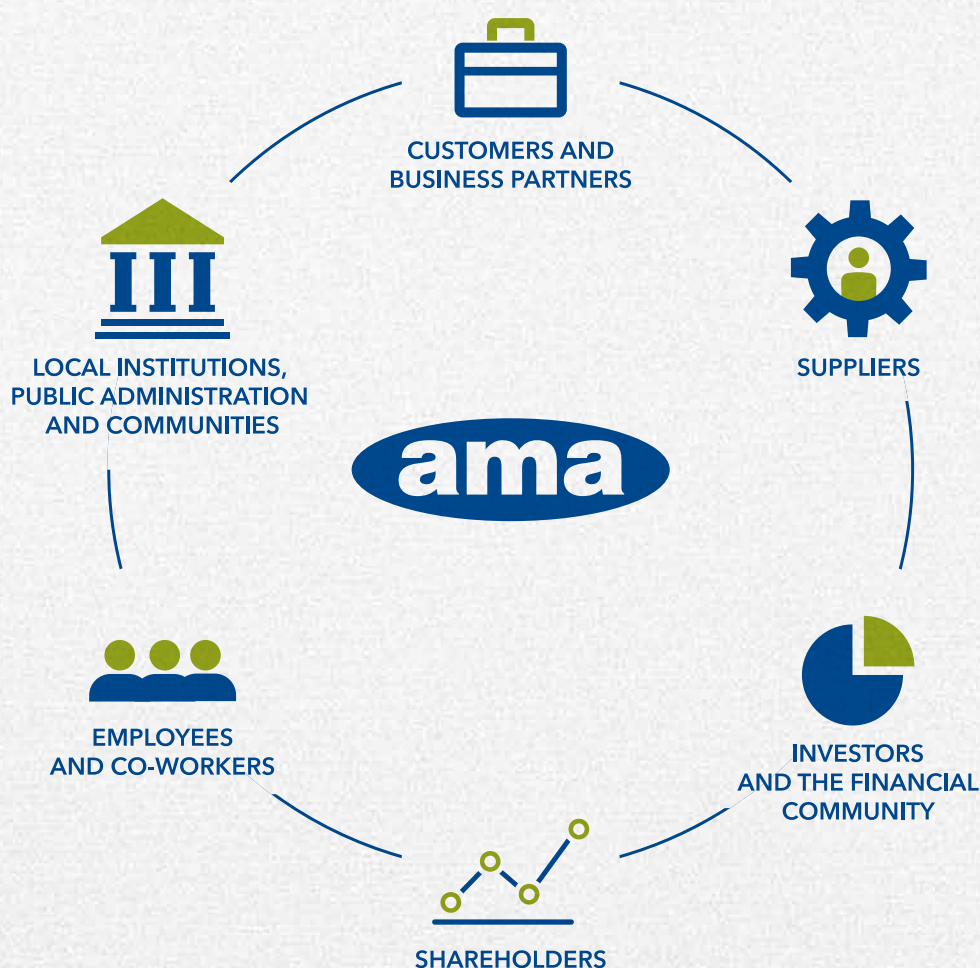 CUSTOMERS AND
BUSINESS PARTNERS
LOCAL INSTITUTIONS,
PUBLIC ADMINISTRATION
AND COMMUNITIES
SUPPLIERS
ama
EMPLOYEES
AND CO-WORKERS
INVESTORS
AND THE FINANCIAL
COMMUNITY
SHAREHOLDERS